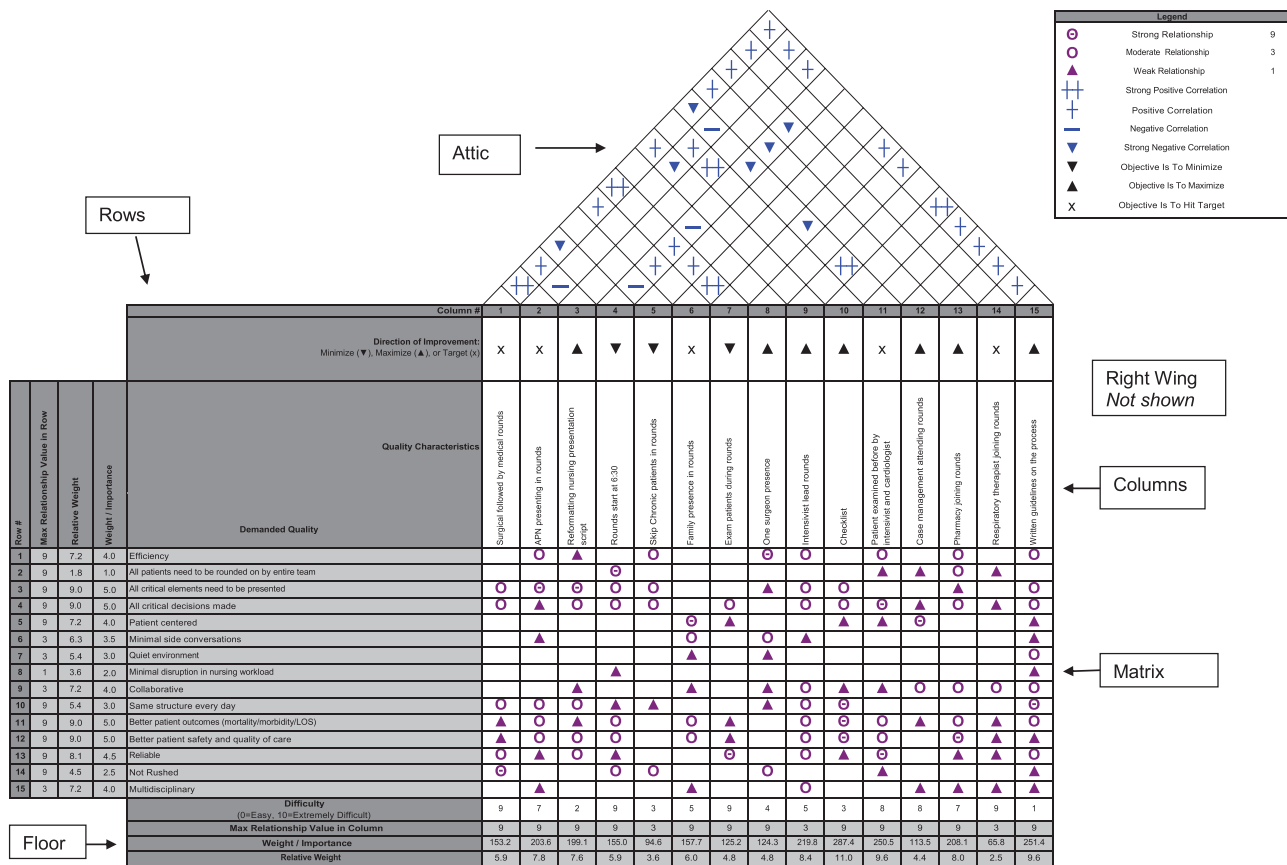 Legend
Θ Strong Relationship 9
O Moderate Relationship 3
▲ Weak Relationship 1
┼┼ Strong Positive Correlation
┼ Positive Correlation
▬ Negative Correlation
▼ Strong Negative Correlation
▼ Objective Is To Minimize
▲ Objective Is To Maximize
x Objective Is To Hit Target
Attic
Rows
Column # 1 2 3 4 5 6 7 8 9 10 11 12 13 14 15
Direction of Improvement:
Minimize (▼), Maximize (▲), or Target (x)
x x ▲ ▼ ▼ x ▼ ▲ ▲ ▲ x ▲ ▲ x ▲
Right Wing
Not shown
Columns
Matrix
Floor
Row #
Max Relationship Value in Row
Relative Weight
Weight / Importance
Quality Characteristics
Demanded Quality
Surgical followed by medical rounds
APN presenting in rounds
Reformatting nursing presentation
script
Rounds start at 6:30
Skip Chronic patients in rounds
Family presence in rounds
Exam patients during rounds
One surgeon presence
Intensivist lead rounds
Checklist
Patient examined before by
intensivist and cardiologist
Case management attending rounds
Pharmacy joining rounds
Respiratory therapist joining rounds
Written guidelines on the process
1 9 7.2 4.0 Efficiency O ▲ O Θ O O O O
2 9 1.8 1.0 All patients need to be rounded on by entire team Θ ▲ ▲ O ▲
3 9 9.0 5.0 All critical elements need to be presented O Θ Θ O O ▲ O O ▲ O
4 9 9.0 5.0 All critical decisions made O ▲ O O O O O O Θ ▲ O ▲ O
5 9 7.2 4.0 Patient centered Θ ▲ ▲ ▲ Θ ▲
6 3 6.3 3.5 Minimal side conversations ▲ O O ▲ ▲
7 3 5.4 3.0 Quiet environment ▲ ▲ O
8 1 3.6 2.0 Minimal disruption in nursing workload ▲ ▲
9 3 7.2 4.0 Collaborative ▲ ▲ ▲ O ▲ ▲ O O O O
10 9 5.4 3.0 Same structure every day O O O ▲ ▲ ▲ O Θ Θ
11 9 9.0 5.0 Better patient outcomes (mortality/morbidity/LOS) ▲ O ▲ O O ▲ O Θ O ▲ O ▲ O
12 9 9.0 5.0 Better patient safety and quality of care ▲ O O O O ▲ O Θ O Θ ▲ ▲
13 9 8.1 4.5 Reliable O ▲ O ▲ Θ O ▲ Θ ▲ ▲ O
14 9 4.5 2.5 Not Rushed Θ O O O ▲ ▲
15 3 7.2 4.0 Multidisciplinary ▲ ▲ O ▲ ▲ ▲ ▲
Difficulty
(0=Easy, 10=Extremely Difficult)
9 7 2 9 3 5 9 4 5 3 8 8 7 9 1
Max Relationship Value in Column 9 9 9 9 3 9 9 9 3 9 9 9 9 3 9
Weight / Importance 153.2 203.6 199.1 155.0 94.6 157.7 125.2 124.3 219.8 287.4 250.5 113.5 208.1 65.8 251.4
Relative Weight 5.9 7.8 7.6 5.9 3.6 6.0 4.8 4.8 8.4 11.0 9.6 4.4 8.0 2.5 9.6